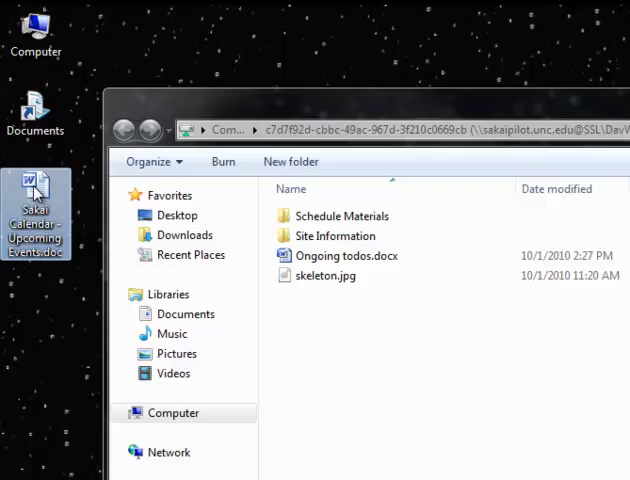 Computer
Documents
Sakai
Calendar -
Upcoming
Events.doc
Com...
c7d7f92d-cbbc-49ac-967d-3f210c0669cb (\\sakaipilot.unc.edu@SSL\DavV
Organize
Burn
New folder
Favorites
Desktop
Downloads
Recent Places
Libraries
Documents
Music
Pictures
Videos
Computer
Network
Name
Date modified
Schedule Materials
Site Information
Ongoing todos.docx
10/1/2010 2:27 PM
skeleton.jpg
10/1/2010 11:20 AM